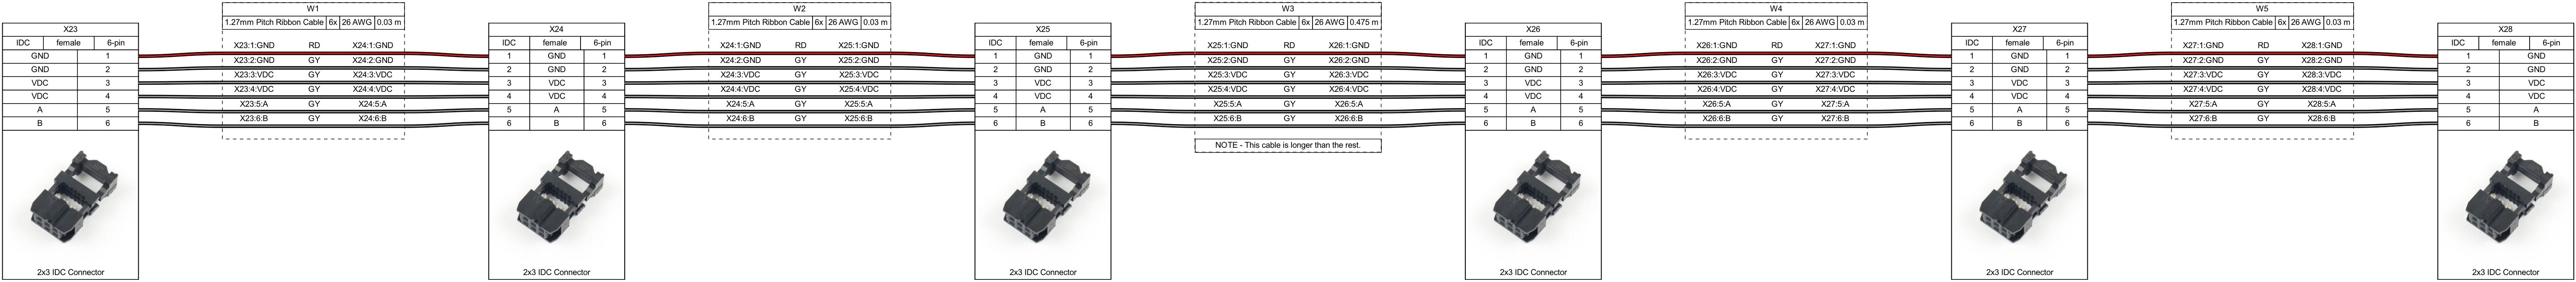 W1
1.27mm Pitch Ribbon Cable 6x 26 AWG 0.03 m
W2
1.27mm Pitch Ribbon Cable 6x 26 AWG 0.03 m
W3
1.27mm Pitch Ribbon Cable 6x 26 AWG 0.475 m
W4
1.27mm Pitch Ribbon Cable 6x 26 AWG 0.03 m
W5
1.27mm Pitch Ribbon Cable 6x 26 AWG 0.03 m
X23
IDC female 6-pin
GND 1
GND 2
VDC 3
VDC 4
A 5
B 6
2x3 IDC Connector
X23:1:GND RD X24:1:GND
X23:2:GND GY X24:2:GND
X23:3:VDC GY X24:3:VDC
X23:4:VDC GY X24:4:VDC
X23:5:A GY X24:5:A
X23:6:B GY X24:6:B
X24
IDC female 6-pin
1 GND 1
2 GND 2
3 VDC 3
4 VDC 4
5 A 5
6 B 6
2x3 IDC Connector
X24:1:GND RD X25:1:GND
X24:2:GND GY X25:2:GND
X24:3:VDC GY X25:3:VDC
X24:4:VDC GY X25:4:VDC
X24:5:A GY X25:5:A
X24:6:B GY X25:6:B
X25
IDC female 6-pin
1 GND 1
2 GND 2
3 VDC 3
4 VDC 4
5 A 5
6 B 6
2x3 IDC Connector
X25:1:GND RD X26:1:GND
X25:2:GND GY X26:2:GND
X25:3:VDC GY X26:3:VDC
X25:4:VDC GY X26:4:VDC
X25:5:A GY X26:5:A
X25:6:B GY X26:6:B
NOTE - This cable is longer than the rest.
X26
IDC female 6-pin
1 GND 1
2 GND 2
3 VDC 3
4 VDC 4
5 A 5
6 B 6
2x3 IDC Connector
X26:1:GND RD X27:1:GND
X26:2:GND GY X27:2:GND
X26:3:VDC GY X27:3:VDC
X26:4:VDC GY X27:4:VDC
X26:5:A GY X27:5:A
X26:6:B GY X27:6:B
X27
IDC female 6-pin
1 GND 1
2 GND 2
3 VDC 3
4 VDC 4
5 A 5
6 B 6
2x3 IDC Connector
X27:1:GND RD X28:1:GND
X27:2:GND GY X28:2:GND
X27:3:VDC GY X28:3:VDC
X27:4:VDC GY X28:4:VDC
X27:5:A GY X28:5:A
X27:6:B GY X28:6:B
X28
IDC female 6-pin
1 GND
2 GND
3 VDC
4 VDC
5 A
6 B
2x3 IDC Connector